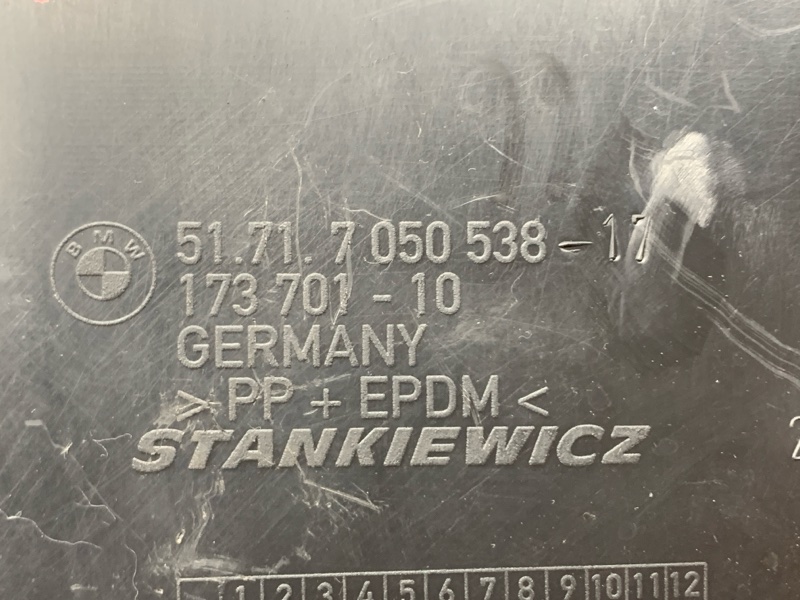 BMW
51.71. 7 050 538 - 17
173 701 - 10
GERMANY
> PP + EPDM <
STANKIEWICZ
1 2 3 4 5 6 7 8 9 10 11 12